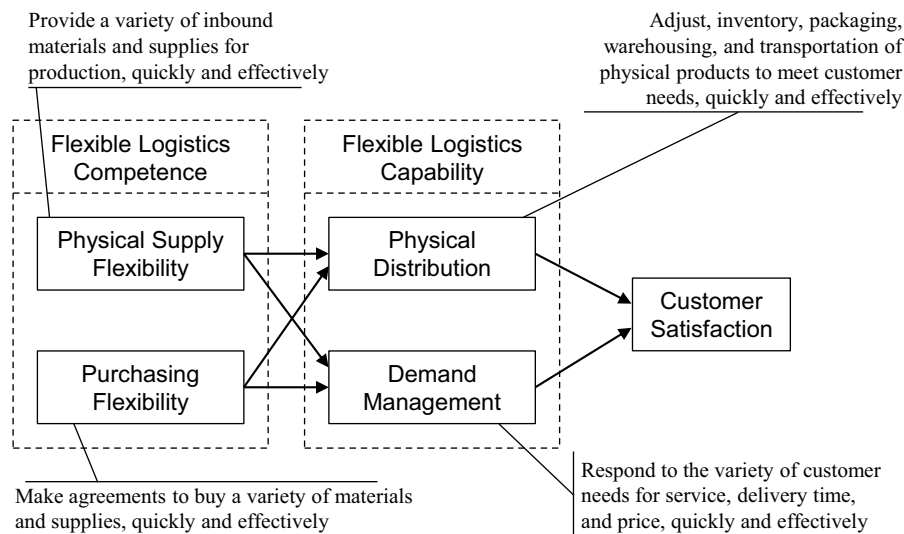 Provide a variety of inbound
materials and supplies for
production, quickly and effectively
Adjust, inventory, packaging,
warehousing, and transportation of
physical products to meet customer
needs, quickly and effectively
Flexible Logistics
Competence
Flexible Logistics
Capability
Physical Supply
Flexibility
Physical
Distribution
Customer
Satisfaction
Purchasing
Flexibility
Demand
Management
Make agreements to buy a variety of materials
and supplies, quickly and effectively
Respond to the variety of customer
needs for service, delivery time,
and price, quickly and effectively